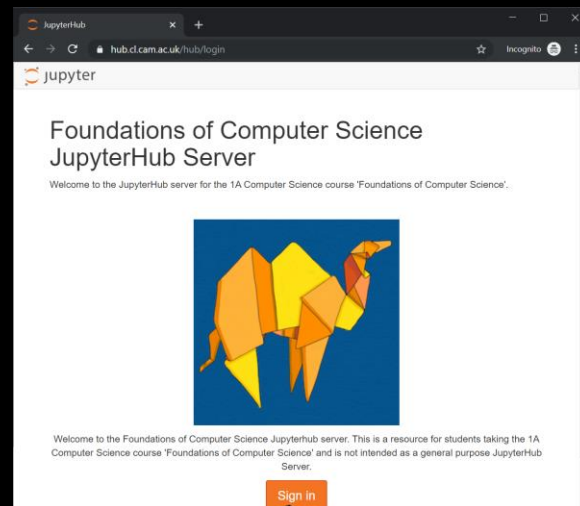 JupyterHub
hub.cl.cam.ac.uk/hub/login
Incognito
jupyter
Foundations of Computer Science
JupyterHub Server
Welcome to the JupyterHub server for the 1A Computer Science course 'Foundations of Computer Science'.
Welcome to the Foundations of Computer Science Jupyterhub server. This is a resource for students taking the 1A
Computer Science course 'Foundations of Computer Science' and is not intended as a general purpose JupyterHub
Server.
Sign in